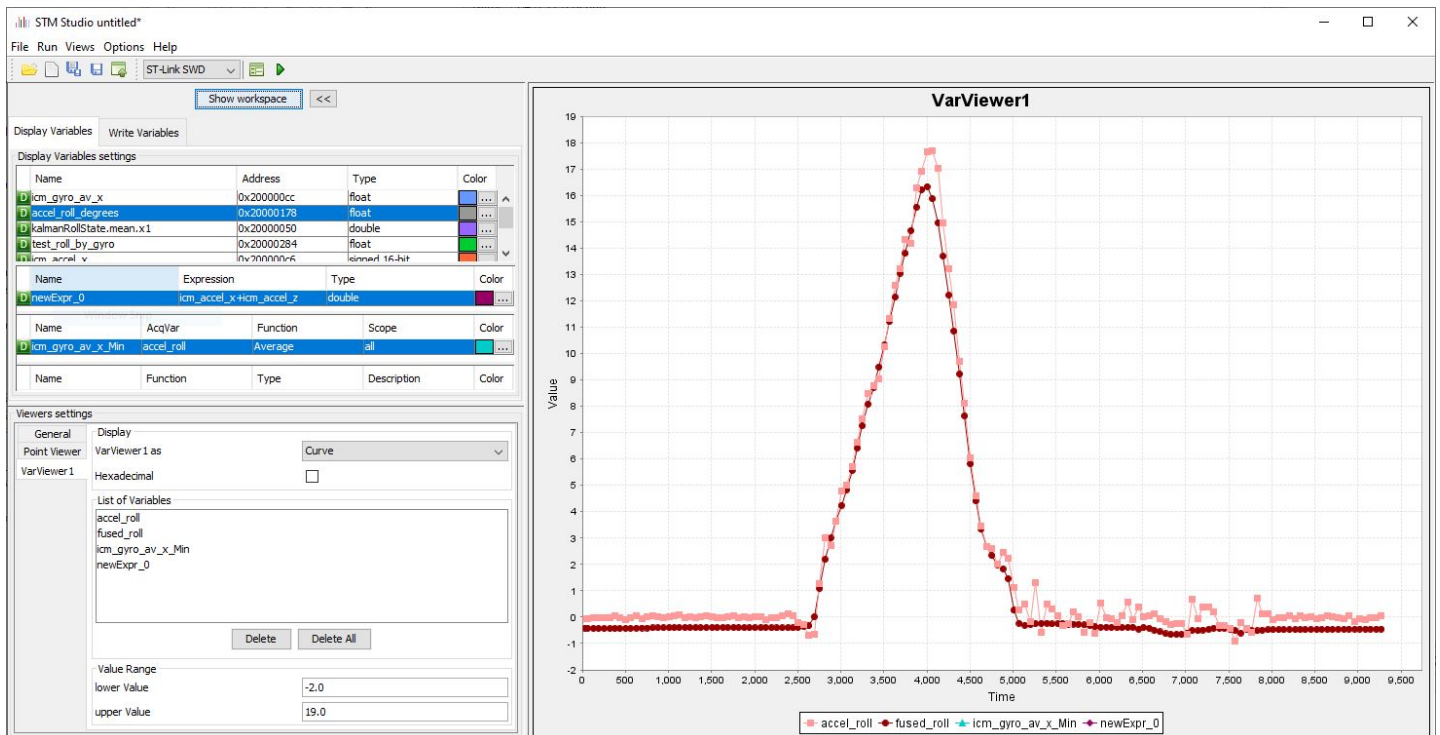 STM Studio untitled*
File Run Views Options Help
ST-Link SWD
Show workspace <<
Display Variables Write Variables
Display Variables settings
Name Address Type Color
D icm_gyro_av_x 0x200000cc float ...
D accel_roll_degrees 0x20000178 float ...
D kalmanRollState.mean.x1 0x20000050 double ...
D test_roll_by_gyro 0x20000284 float ...
D icm_accel_x 0x200000c6 signed 16-bit
Name Expression Type Color
D newExpr_0 icm_accel_x+icm_accel_z double ...
Name AcqVar Function Scope Color
D icm_gyro_av_x_Min accel_roll Average all ...
Name Function Type Description Color
Viewers settings
General
Point Viewer
VarViewer1
Display
VarViewer1 as Curve
Hexadecimal
List of Variables
accel_roll
fused_roll
icm_gyro_av_x_Min
newExpr_0
Delete Delete All
Value Range
lower Value -2.0
upper Value 19.0
VarViewer1
Value
19
18
17
16
15
14
13
12
11
10
9
8
7
6
5
4
3
2
1
0
-1
-2
0 500 1,000 1,500 2,000 2,500 3,000 3,500 4,000 4,500 5,000 5,500 6,000 6,500 7,000 7,500 8,000 8,500 9,000 9,500
Time
accel_roll fused_roll icm_gyro_av_x_Min newExpr_0